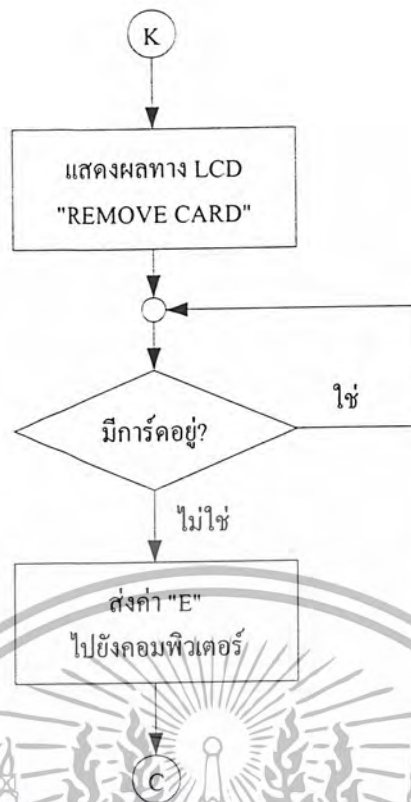 K
แสดงผลทาง LCD
"REMOVE CARD"
มีการ์คอยู่?
ใช่
ไม่ใช่
ส่งค่า "E"
ไปยังคอมพิวเตอร์
C